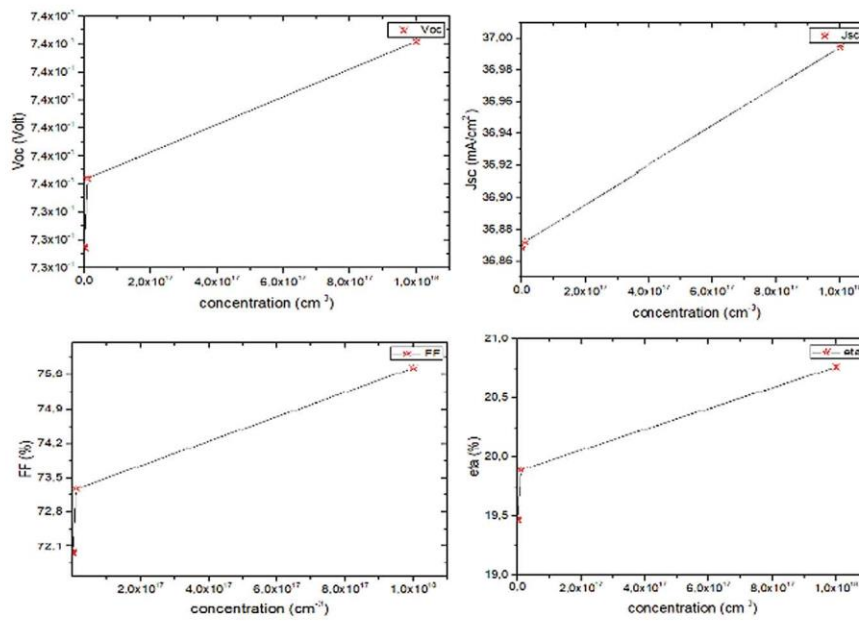 Voc
7,4x10⁻¹
7,4x10⁻¹
7,4x10⁻¹
7,4x10⁻¹
7,4x10⁻¹
7,4x10⁻¹
7,4x10⁻¹
7,3x10⁻¹
7,3x10⁻¹
7,3x10⁻¹
Voc (Volt)
0,0 2,0x10¹⁷ 4,0x10¹⁷ 6,0x10¹⁷ 8,0x10¹⁷ 1,0x10¹⁸
concentration (cm⁻³)
Jsc
37,00
36,98
36,94
36,93
36,90
36,88
36,86
Jsc (mA/cm²)
0,0 2,0x10¹⁷ 4,0x10¹⁷ 6,0x10¹⁷ 8,0x10¹⁷ 1,0x10¹⁸
concentration (cm⁻³)
FF
74,9
74,2
73,5
72,8
72,1
FF (%)
2,0x10¹⁷ 4,0x10¹⁷ 6,0x10¹⁷ 8,0x10¹⁷
concentration (cm⁻³)
eta
21,0
20,5
20,0
19,5
19,0
eta (%)
0,0 2,0x10¹⁷ 4,0x10¹⁷ 6,0x10¹⁷ 8,0x10¹⁷ 1,0x10¹⁸
concentration (cm⁻³)